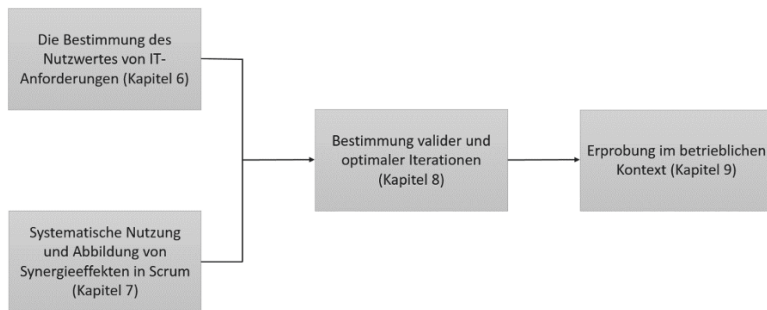 Die Bestimmung des
Nutzwertes von IT-
Anforderungen (Kapitel 6)
Systematische Nutzung
und Abbildung von
Synergieeffekten in Scrum
(Kapitel 7)
Bestimmung valider und
optimaler Iterationen
(Kapitel 8)
Erprobung im betrieblichen
Kontext (Kapitel 9)